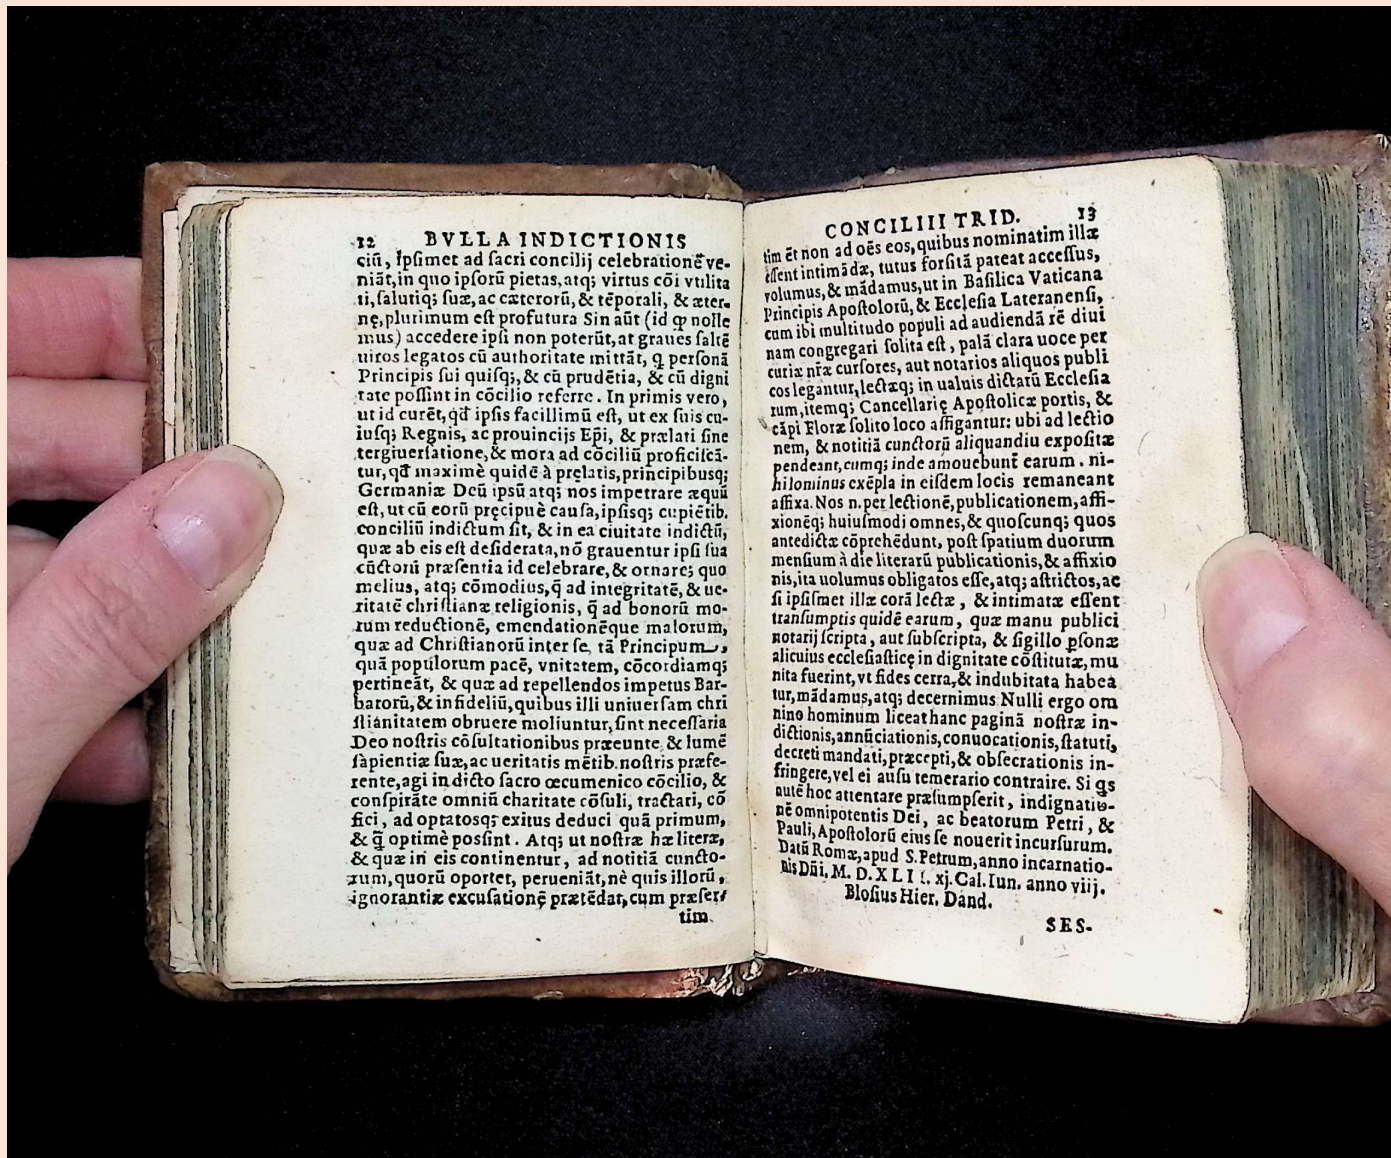 12 BVLLA INDICTIONIS
ciū, ipſimet ad ſacri concilij celebrationē ve-
niāt, in quo ipſorū pietas, atq; virtus cōi vtilita
ti, ſalutiq; ſuæ, ac cæterorū, & tēporali, & æter-
nę, plurimum eſt profutura Sin aūt (id qꝫ nolle
mus) accedere ipſi non poterūt, at graues ſaltē
uiros legatos cū authoritate mittāt, q̃ perſonā
Principis ſui quiſq;, & cū prudētia, & cū digni
tate poſſint in cōcilio referre. In primis vero,
ut id curēt, qđ ipſis facillimū eſt, ut ex ſuis cu-
iuſq; Regnis, ac prouincijs Ep̄i, & prælati ſine
tergiuerſatione, & mora ad cōciliū proficiſcā-
tur, qđ maximè quidē à pręlatis, principibusq;
Germaniæ Deū ipſū atq; nos impetrare æquū
eſt, ut cū eorū pręcipuè cauſa, ipſisq; cupiētib.
conciliū indictum ſit, & in ea ciuitate indictū,
quæ ab eis eſt deſiderata, nō grauentur ipſi ſua
cūctorū præſentia id celebrare, & ornare; quo
melius, atq; cōmodius, q̄ ad integritatē, & ue-
ritatē chriſtianæ religionis, q̄ ad bonorū mo-
rum reductionē, emendationēque malorum,
quæ ad Chriſtianorū inter ſe, tā Principum,
quā populorum pacē, vnitatem, cōcordiamq;
pertineāt, & quæ ad repellendos impetus Bar-
barorū, & infideliū, quibus illi uniuerſam chri
ſtianitatem obruere moliuntur, ſint neceſſaria
Deo noſtris cōſultationibus præeunte, & lumē
ſapientiæ ſuæ, ac ueritatis mētib. noſtris præfe-
rente, agi indicto ſacro œcumenico cōcilio, &
conſpirāte omniū charitate cōſuli, tractari, cō
fici, ad optatosq; exitus deduci quā primum,
& q̄ optimè poſſint. Atq; ut noſtræ hæ literæ,
& quæ in eis continentur, ad notitiā cuncto-
rum, quorū oportet, perueniāt, nè quis illorū,
ignorantiæ excuſationē prætēdat, cum præſer-
tim
CONCILIII TRID. 13
tim ēt non ad oēs eos, quibus nominatim illæ
eſſent intimādæ, tutus forſitā pateat acceſſus,
volumus, & mādamus, ut in Baſilica Vaticana
Principis Apoſtolorū, & Eccleſia Lateranenſi,
cum ibi multitudo populi ad audiendā rē diui
nam congregari ſolita eſt, palā clara uoce per
curiæ nr̄æ curſores, aut notarios aliquos publi
cos legantur, lectæq; in ualuis dictarū Eccleſia
rum, itemq; Cancellarię Apoſtolicæ portis, &
cāpi Floræ ſolito loco affigantur: ubi ad lectio
nem, & notitiā cunctorū aliquandiu expoſitæ
pendeant, cumq; inde amouebunt̄ earum. ni-
hilominus exēpla in eiſdem locis remaneant
affixa. Nos n. per lectionē, publicationem, affi-
xionēq; huiuſmodi omnes, & quoſcunq; quos
antedictæ cōprehēdunt, poſt ſpatium duorum
menſium à die literarū publicationis, & affixio
nis, ita uolumus obligatos eſſe, atq; aſtrictos, ac
ſi ipſiſmet illæ corā lectæ, & intimatæ eſſent
tranſumptis quidē earum, quæ manu publici
notarij ſcripta, aut ſubſcripta, & ſigillo ꝑſonæ
alicuius eccleſiaſticę in dignitate cōſtitutæ, mu
nita fuerint, vt fides cerra, & indubitata habea
tur, mādamus, atq; decernimus Nulli ergo om
nino hominum liceat hanc paginā noſtræ in-
dictionis, annūciationis, conuocationis, ſtatuti,
decreti mandati, præcepti, & obſecrationis in-
fringere, vel ei auſu temerario contraire. Si q̃s
autē hoc attentare præſumpſerit, indignatio-
nē omnipotentis Dei, ac beatorum Petri, &
Pauli, Apoſtolorū eius ſe nouerit incurſurum.
Datū Romæ, apud S. Petrum, anno incarnatio-
nis Dñi, M. D. XLII. xj. Cal. Iun. anno viij.
Bloſius Hier. Dand.
SES-